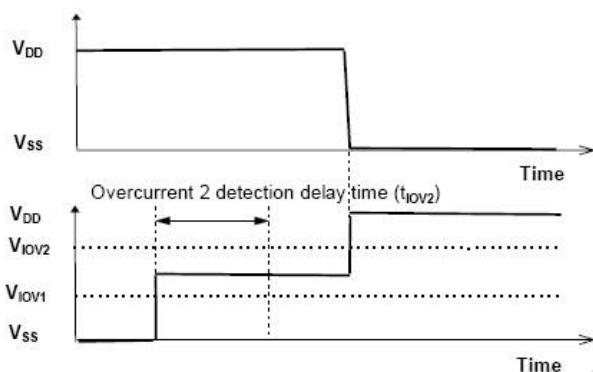 VDD
VSS
Time
Overcurrent 2 detection delay time (tIOV2)
VDD
VIOV2
VIOV1
VSS
Time